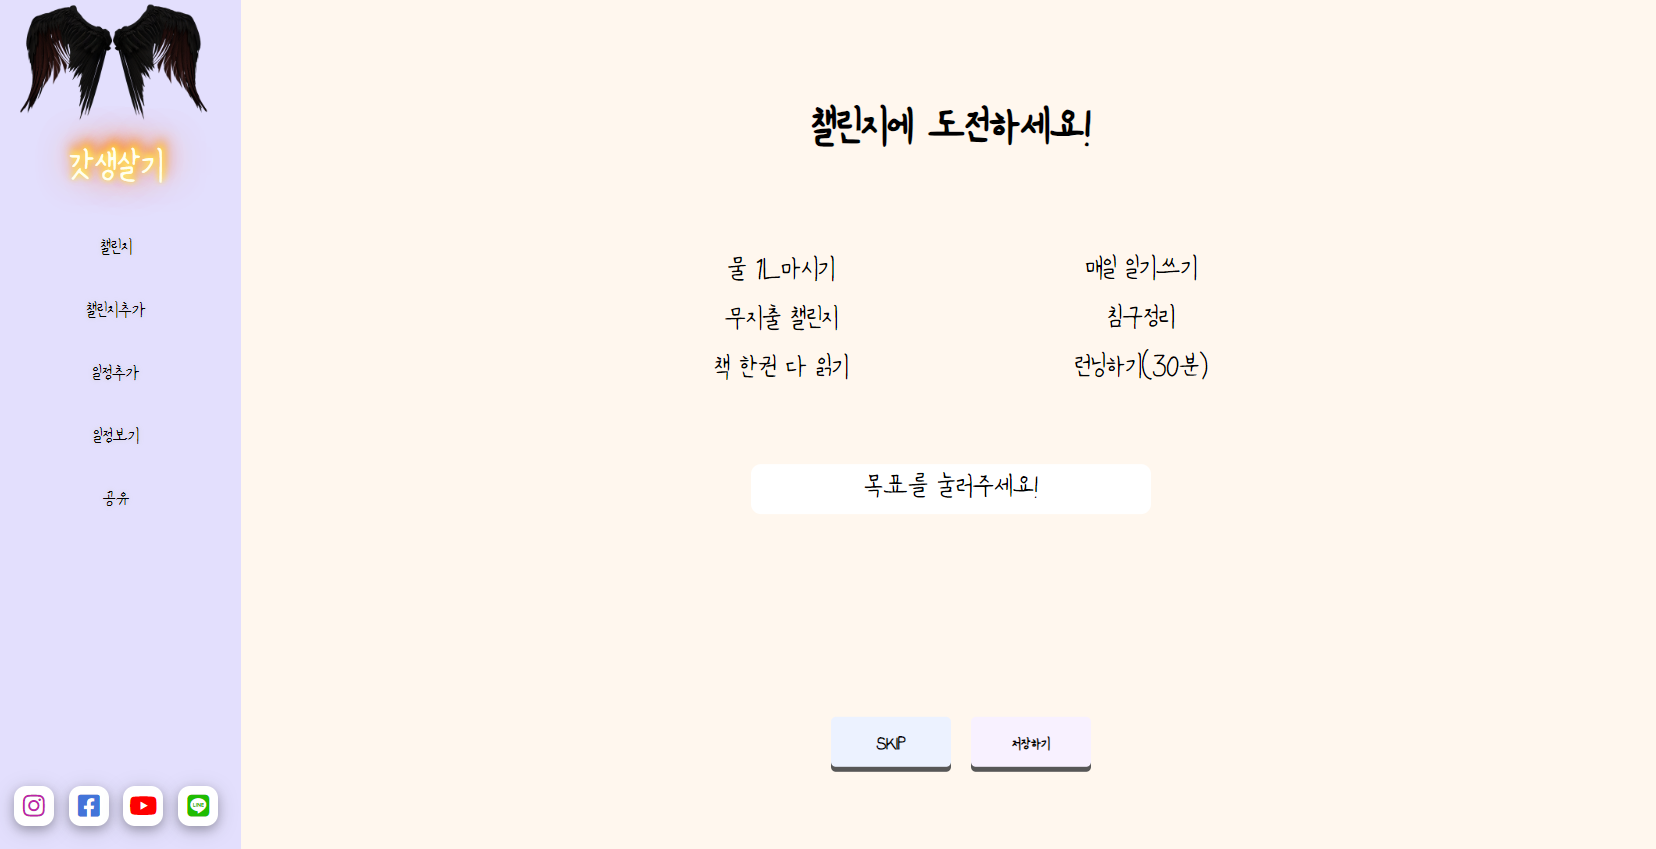 갓생살기
챌린지
챌린지추가
일정추가
일정보기
공유
챌린지에 도전하세요!
물 1L마시기
매일 일기쓰기
무지출 챌린지
침구정리
책 한권 다 읽기
런닝하기(30분)
목표를 눌러주세요!
SKIP
저장하기
LINE